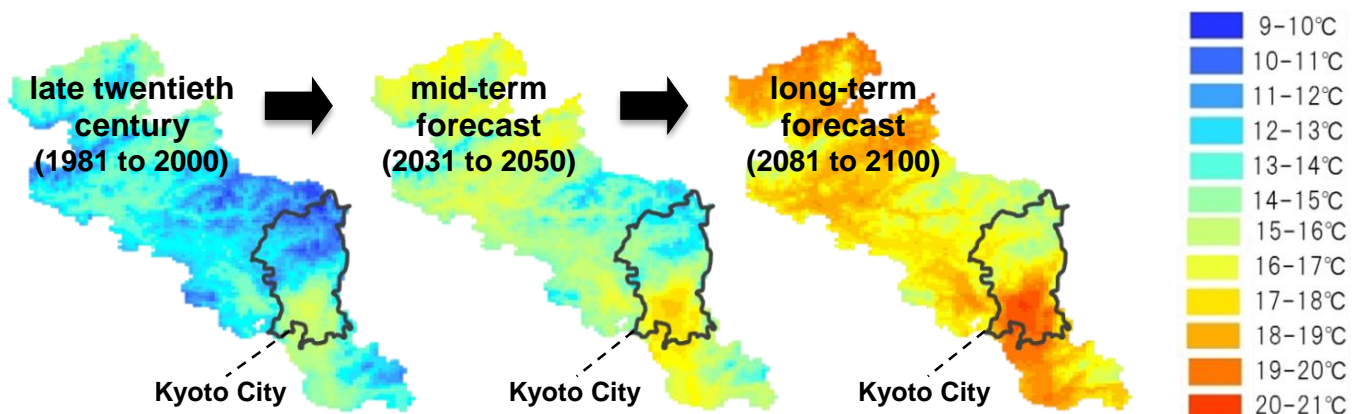 late twentieth
century
(1981 to 2000)
mid-term
forecast
(2031 to 2050)
long-term
forecast
(2081 to 2100)
Kyoto City
Kyoto City
Kyoto City
9-10℃
10-11℃
11-12℃
12-13℃
13-14℃
14-15℃
15-16℃
16-17℃
17-18℃
18-19℃
19-20℃
20-21℃